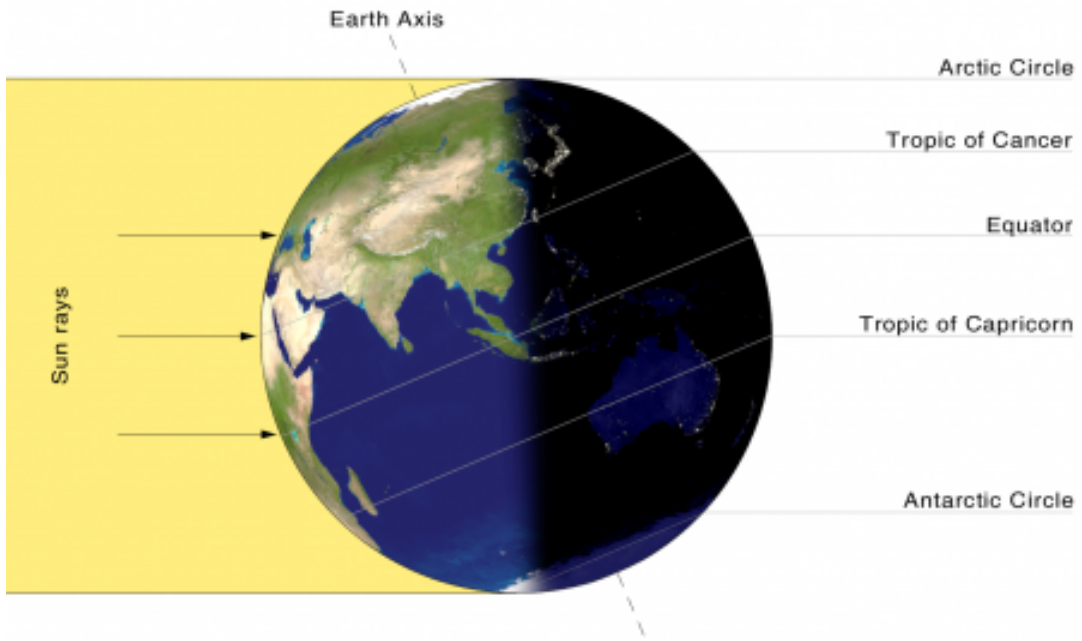 Earth Axis
Arctic Circle
Tropic of Cancer
Equator
Sun rays
Tropic of Capricorn
Antarctic Circle